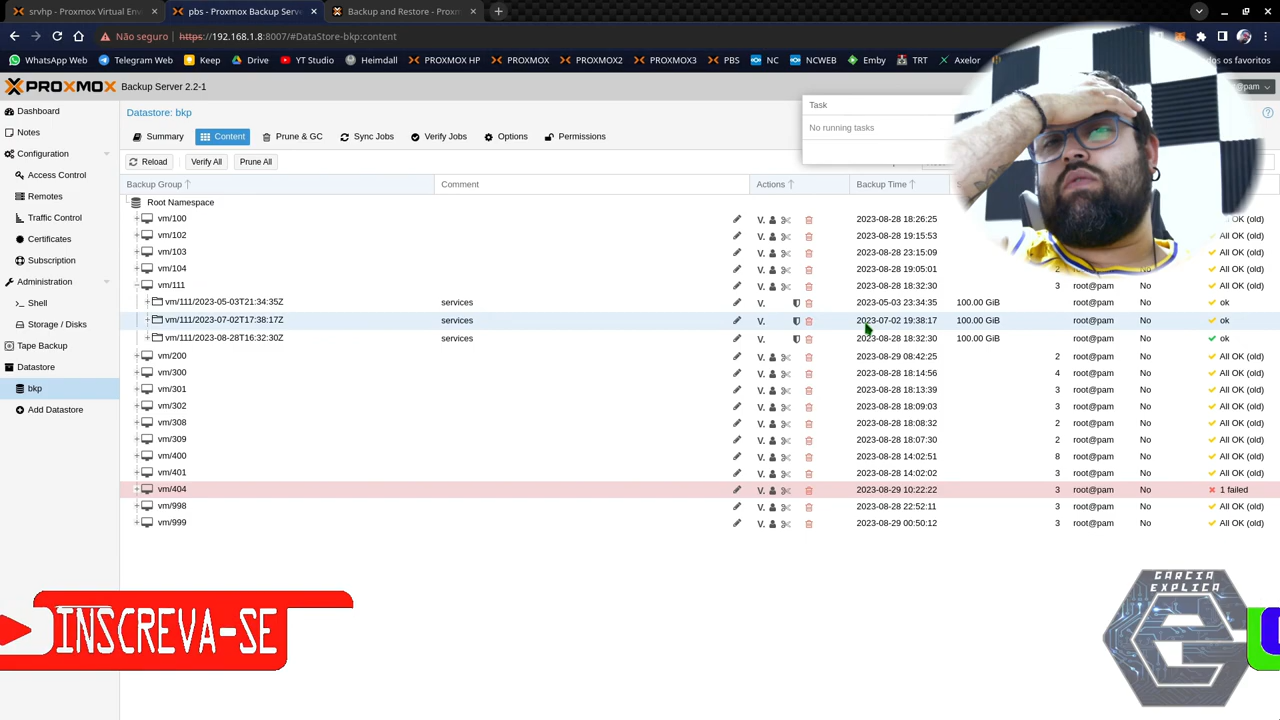 srvhp - Proxmox Virtual Env
pbs - Proxmox Backup Serve
Backup and Restore - Proxm
Não seguro https://192.168.1.8:8007/#DataStore-bkp:content
WhatsApp Web Telegram Web Keep Drive YT Studio Heimdall PROXMOX HP PROXMOX PROXMOX2 PROXMOX3 PBS NC NCWEB Emby TRT Axelor os favoritos
PROXMOX Backup Server 2.2-1 @pam
Dashboard
Notes
Configuration
Access Control
Remotes
Traffic Control
Certificates
Subscription
Administration
Shell
Storage / Disks
Tape Backup
Datastore
bkp
Add Datastore
Datastore: bkp
Summary Content Prune & GC Sync Jobs Verify Jobs Options Permissions
Task
No running tasks
Reload Verify All Prune All
Backup Group Comment Actions Backup Time
Root Namespace
vm/100 V. 2023-08-28 18:26:25 All OK (old)
vm/102 V. 2023-08-28 19:15:53 All OK (old)
vm/103 V. 2023-08-28 23:15:09 All OK (old)
vm/104 V. 2023-08-28 19:05:01 2 root@pam No All OK (old)
vm/111 V. 2023-08-28 18:32:30 3 root@pam No All OK (old)
vm/111/2023-05-03T21:34:35Z services V. 2023-05-03 23:34:35 100.00 GiB root@pam No ok
vm/111/2023-07-02T17:38:17Z services V. 2023-07-02 19:38:17 100.00 GiB root@pam No ok
vm/111/2023-08-28T16:32:30Z services V. 2023-08-28 18:32:30 100.00 GiB root@pam No ok
vm/200 V. 2023-08-29 08:42:25 2 root@pam No All OK (old)
vm/300 V. 2023-08-28 18:14:56 4 root@pam No All OK (old)
vm/301 V. 2023-08-28 18:13:39 3 root@pam No All OK (old)
vm/302 V. 2023-08-28 18:09:03 3 root@pam No All OK (old)
vm/308 V. 2023-08-28 18:08:32 2 root@pam No All OK (old)
vm/309 V. 2023-08-28 18:07:30 2 root@pam No All OK (old)
vm/400 V. 2023-08-28 14:02:51 8 root@pam No All OK (old)
vm/401 V. 2023-08-28 14:02:02 3 root@pam No All OK (old)
vm/404 V. 2023-08-29 10:22:22 3 root@pam No 1 failed
vm/998 V. 2023-08-28 22:52:11 3 root@pam No All OK (old)
vm/999 V. 2023-08-29 00:50:12 3 root@pam No All OK (old)
INSCREVA-SE
GARCIA
EXPLICA